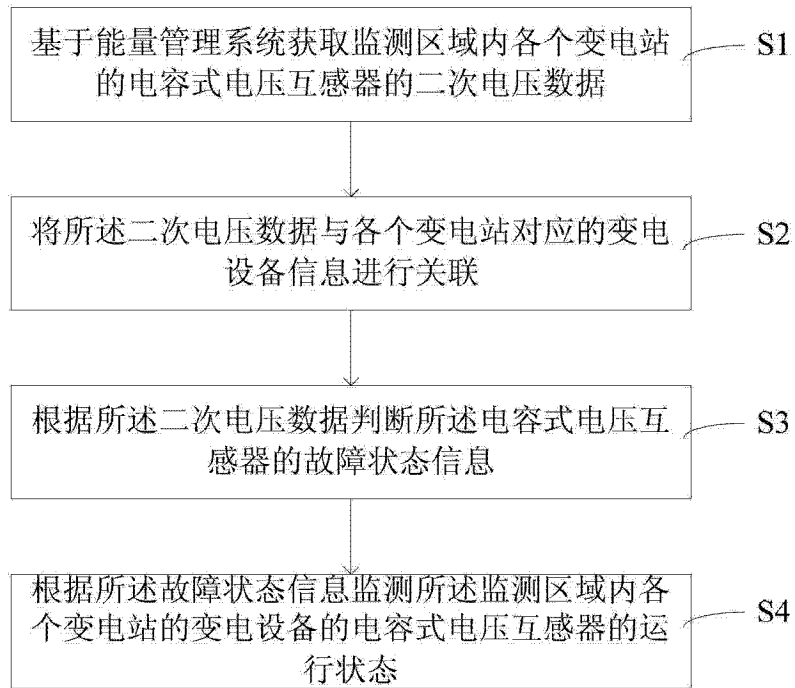 基于能量管理系统获取监测区域内各个变电站
的电容式电压互感器的二次电压数据
S1
将所述二次电压数据与各个变电站对应的变电
设备信息进行关联
S2
根据所述二次电压数据判断所述电容式电压互
感器的故障状态信息
S3
根据所述故障状态信息监测所述监测区域内各
个变电站的变电设备的电容式电压互感器的运
行状态
S4